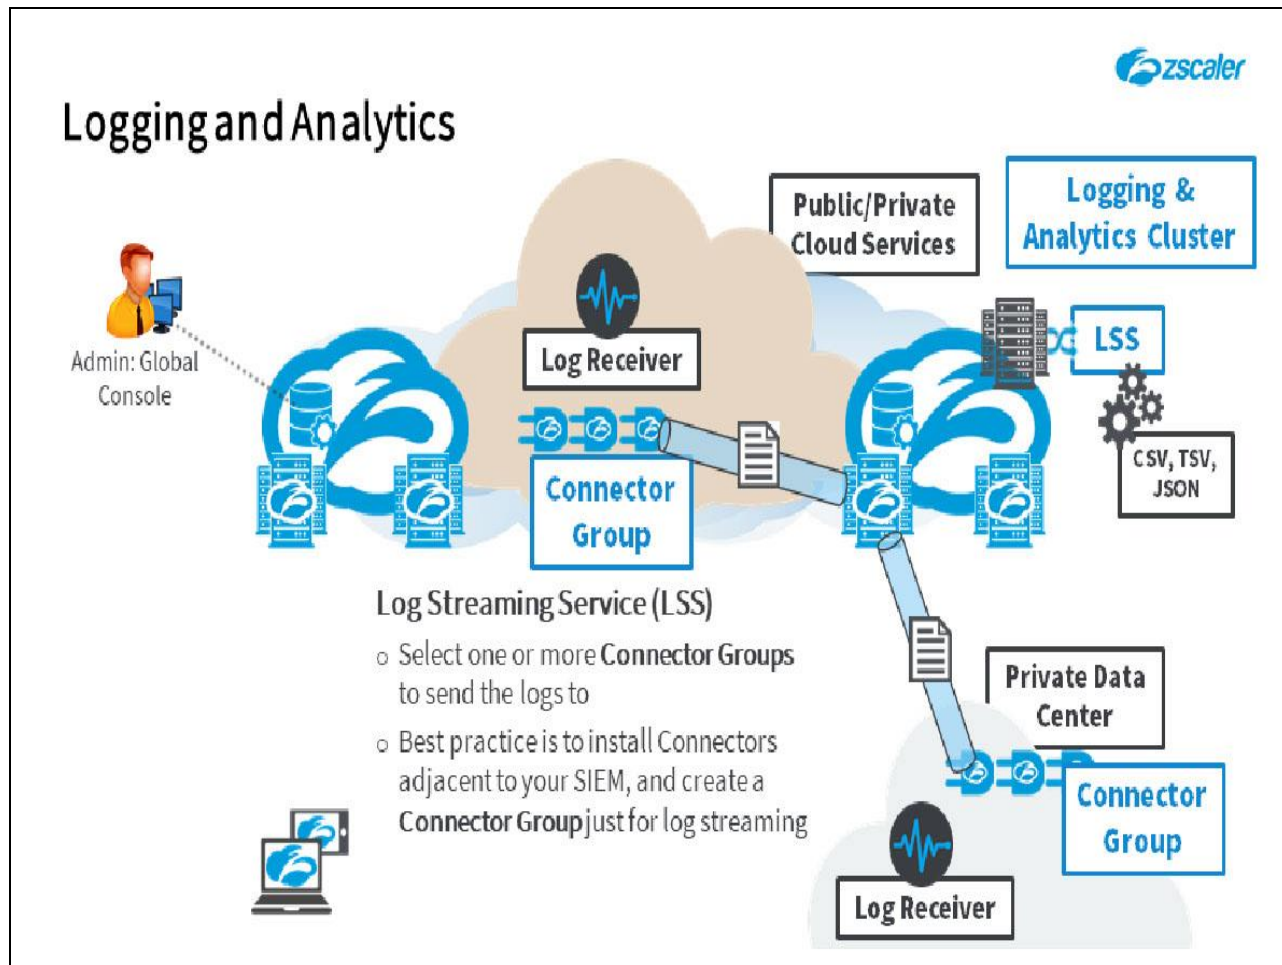 zscaler
Logging and Analytics
Public/Private
Cloud Services
Logging &
Analytics Cluster
Admin: Global
Console
Log Receiver
LSS
CSV, TSV,
JSON
Connector
Group
Log Streaming Service (LSS)
o Select one or more Connector Groups
to send the logs to
o Best practice is to install Connectors
adjacent to your SIEM, and create a
Connector Group just for log streaming
Private Data
Center
Connector
Group
Log Receiver